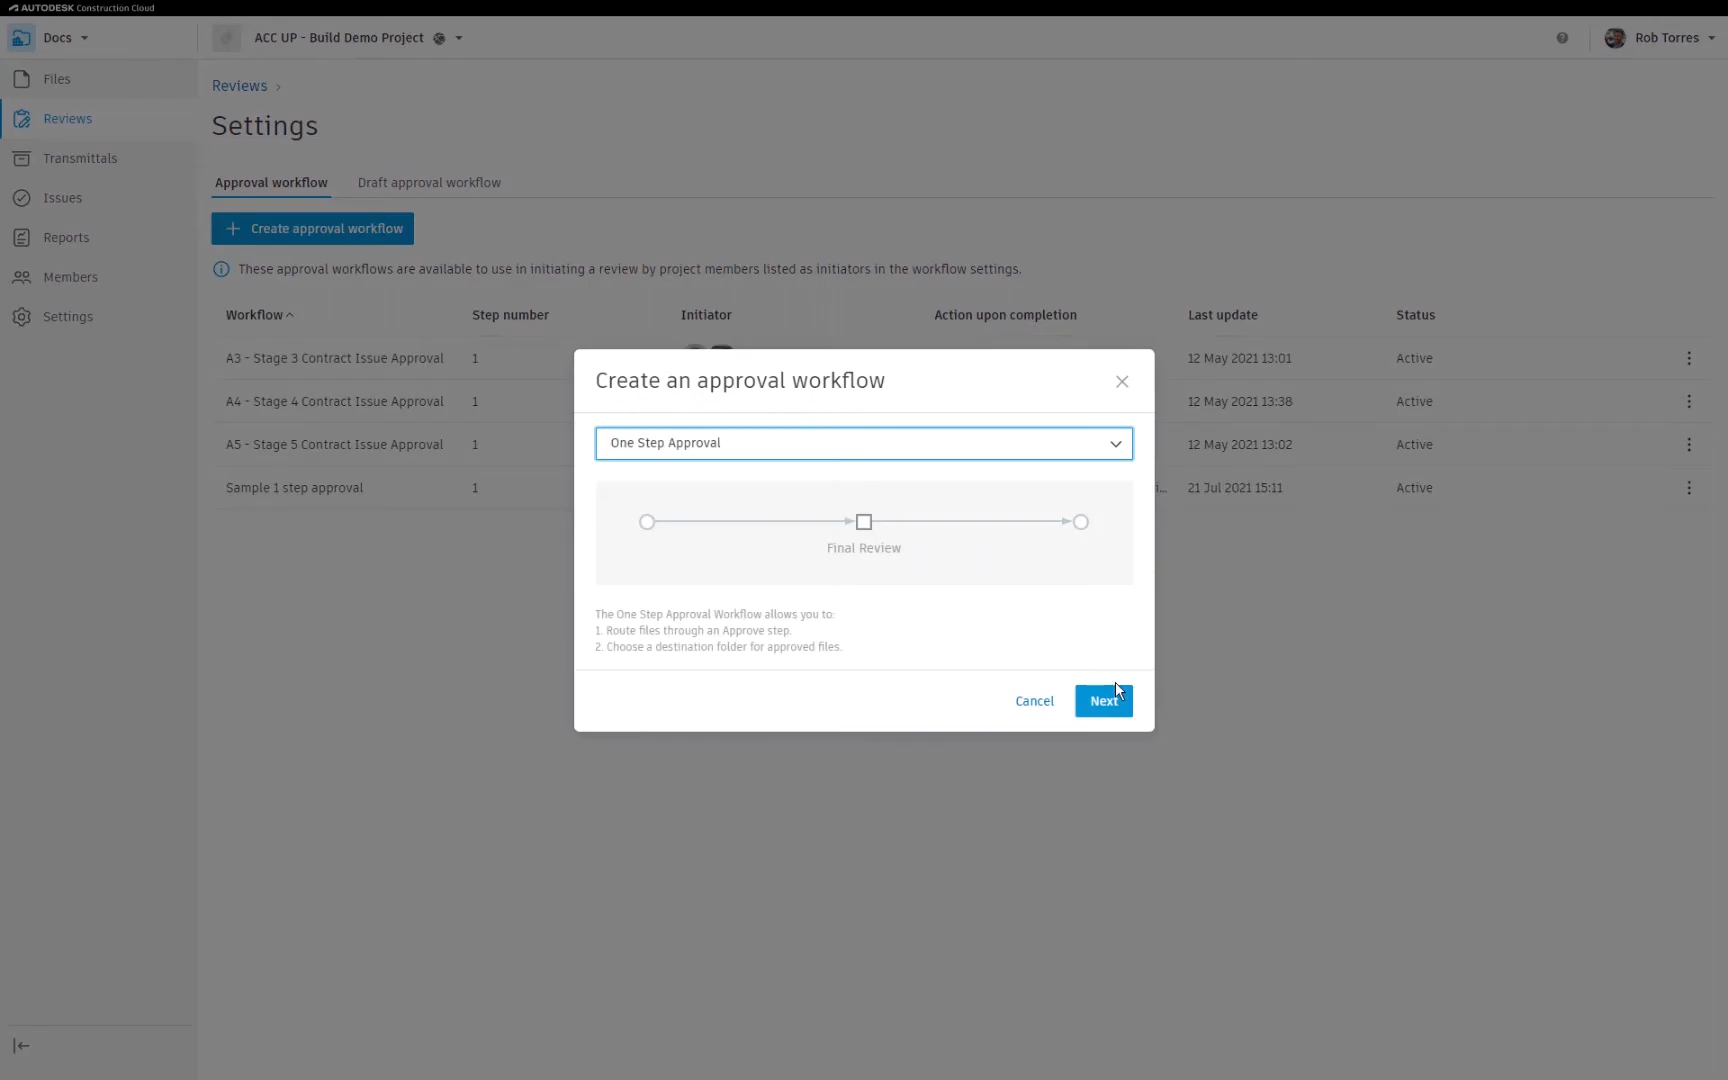 AUTODESK Construction Cloud
Docs
ACC UP - Build Demo Project
Rob Torres
Files
Reviews
Transmittals
Issues
Reports
Members
Settings
Reviews
Settings
Approval workflow
Draft approval workflow
Create approval workflow
These approval workflows are available to use in initiating a review by project members listed as initiators in the workflow settings.
Workflow Step number Initiator Action upon completion Last update Status
A3 - Stage 3 Contract Issue Approval 1 12 May 2021 13:01 Active
A4 - Stage 4 Contract Issue Approval 1 12 May 2021 13:38 Active
A5 - Stage 5 Contract Issue Approval 1 12 May 2021 13:02 Active
Sample 1 step approval 1 21 Jul 2021 15:11 Active
Create an approval workflow
One Step Approval
Final Review
The One Step Approval Workflow allows you to:
1. Route files through an Approve step.
2. Choose a destination folder for approved files.
Cancel
Next